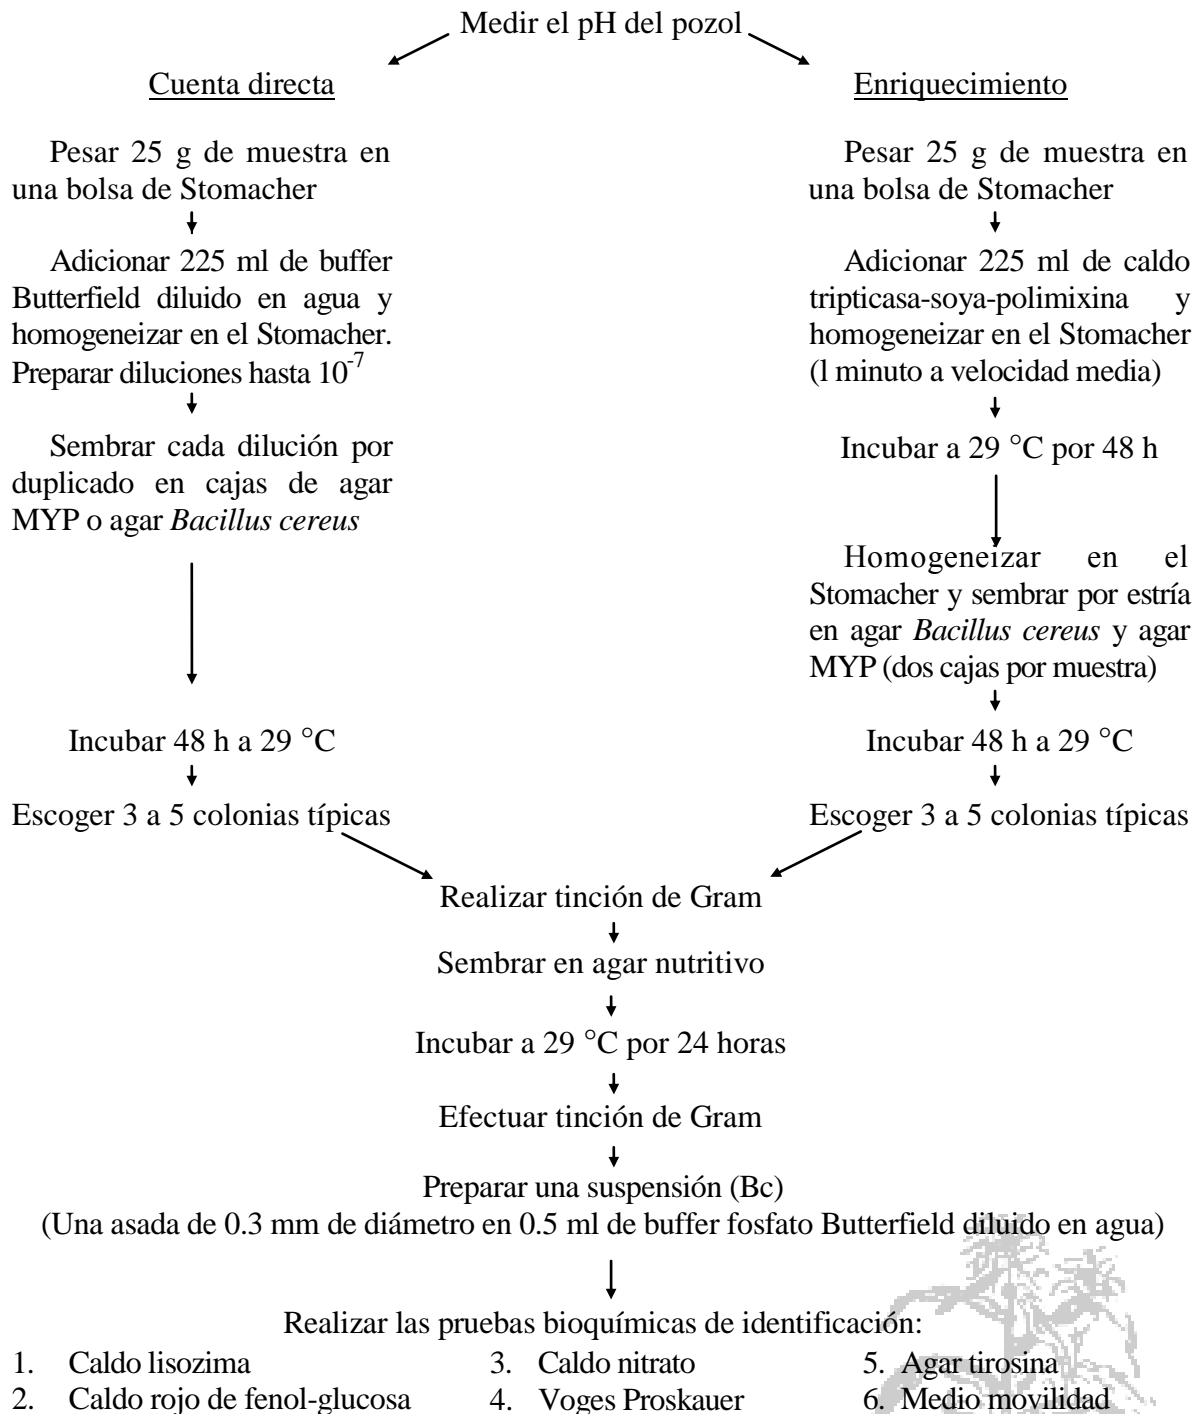 Medir el pH del pozol
Cuenta directa
Pesar 25 g de muestra en
una bolsa de Stomacher
Adicionar 225 ml de buffer
Butterfield diluido en agua y
homogeneizar en el Stomacher.
Preparar diluciones hasta 10-7
Sembrar cada dilución por
duplicado en cajas de agar
MYP o agar Bacillus cereus
Incubar 48 h a 29 °C
Escoger 3 a 5 colonias típicas
Enriquecimiento
Pesar 25 g de muestra en
una bolsa de Stomacher
Adicionar 225 ml de caldo
tripticasa-soya-polimixina y
homogeneizar en el Stomacher
(l minuto a velocidad media)
Incubar a 29 °C por 48 h
Homogeneizar en el
Stomacher y sembrar por estría
en agar Bacillus cereus y agar
MYP (dos cajas por muestra)
Incubar 48 h a 29 °C
Escoger 3 a 5 colonias típicas
Realizar tinción de Gram
Sembrar en agar nutritivo
Incubar a 29 °C por 24 horas
Efectuar tinción de Gram
Preparar una suspensión (Bc)
(Una asada de 0.3 mm de diámetro en 0.5 ml de buffer fosfato Butterfield diluido en agua)
Realizar las pruebas bioquímicas de identificación:
1. Caldo lisozima
2. Caldo rojo de fenol-glucosa
3. Caldo nitrato
4. Voges Proskauer
5. Agar tirosina
6. Medio movilidad